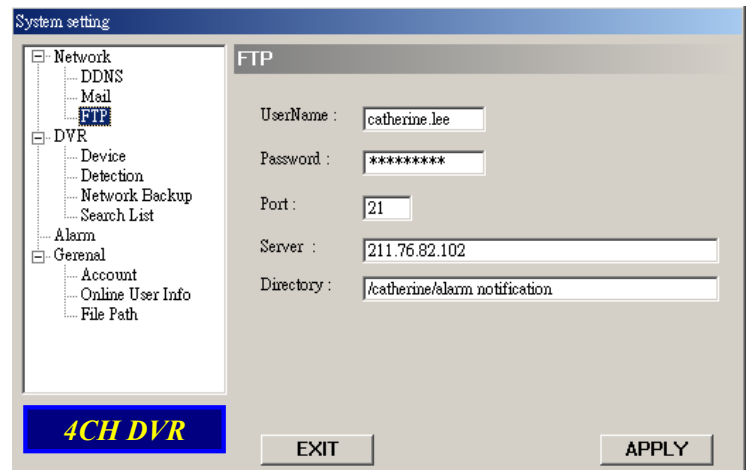 System setting
Network
DDNS
Mail
FTP
DVR
Device
Detection
Network Backup
Search List
Alarm
Gerenal
Account
Online User Info
File Path
4CH DVR
FTP
UserName : catherine.lee
Password : *********
Port : 21
Server : 211.76.82.102
Directory : /catherine/alarm notification
EXIT APPLY